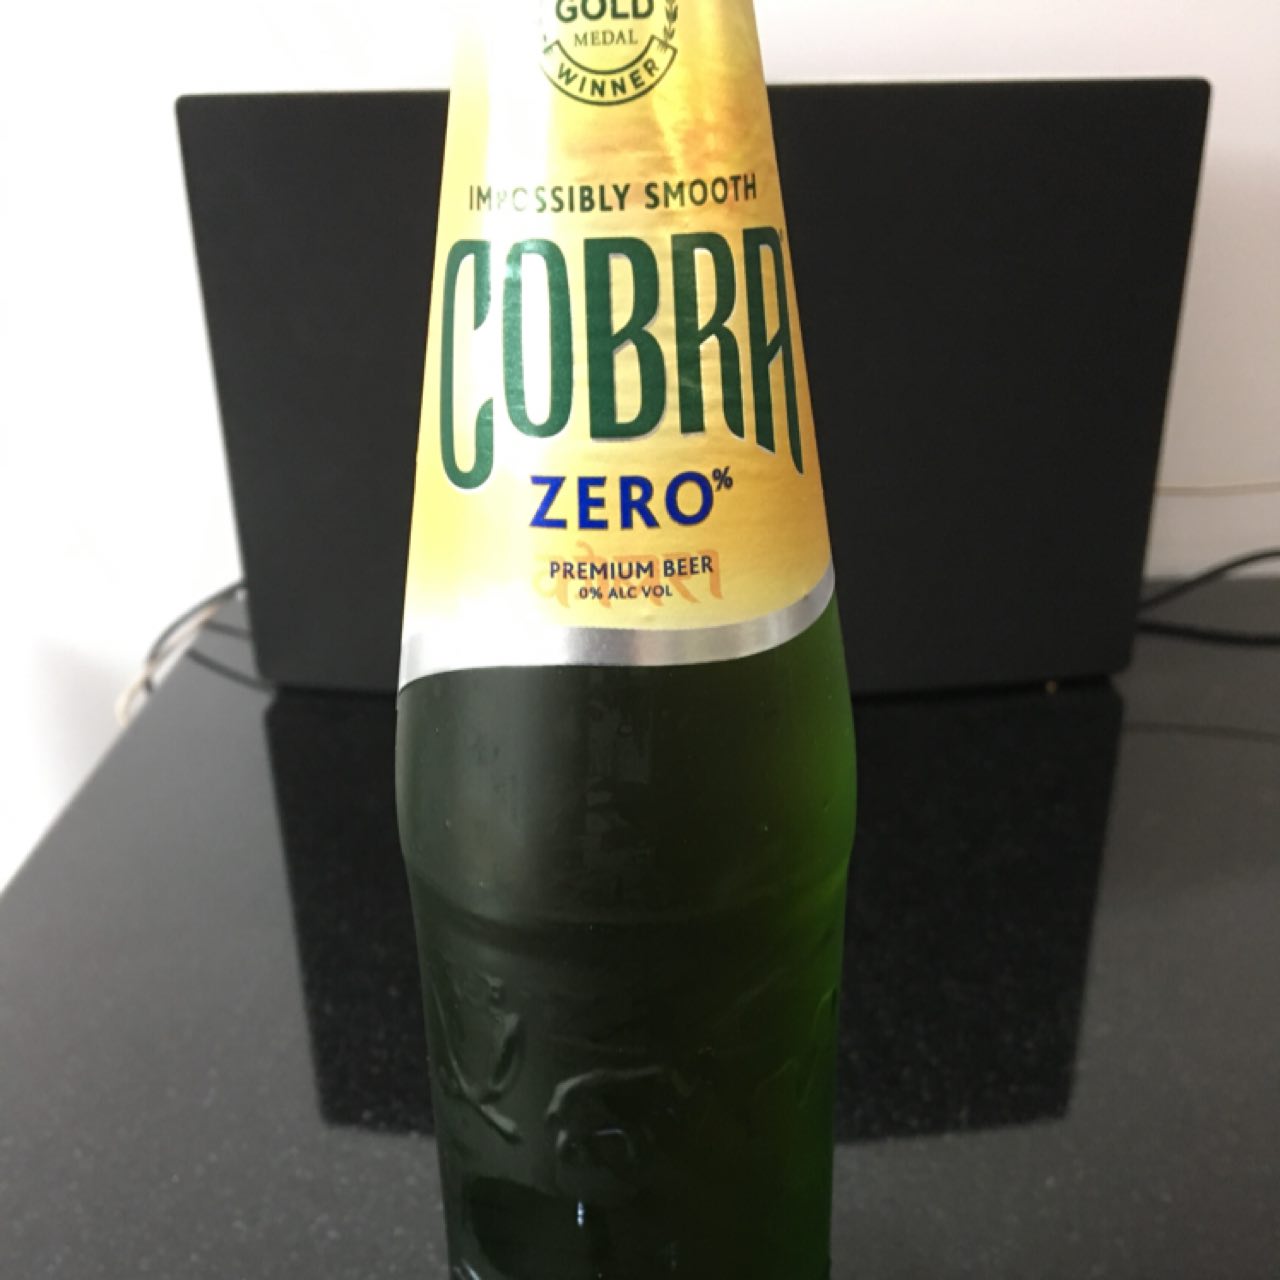 GOLD
MEDAL
WINNER
IMPOSSIBLY SMOOTH
COBRA
ZERO%
PREMIUM BEER
0% ALC VOL